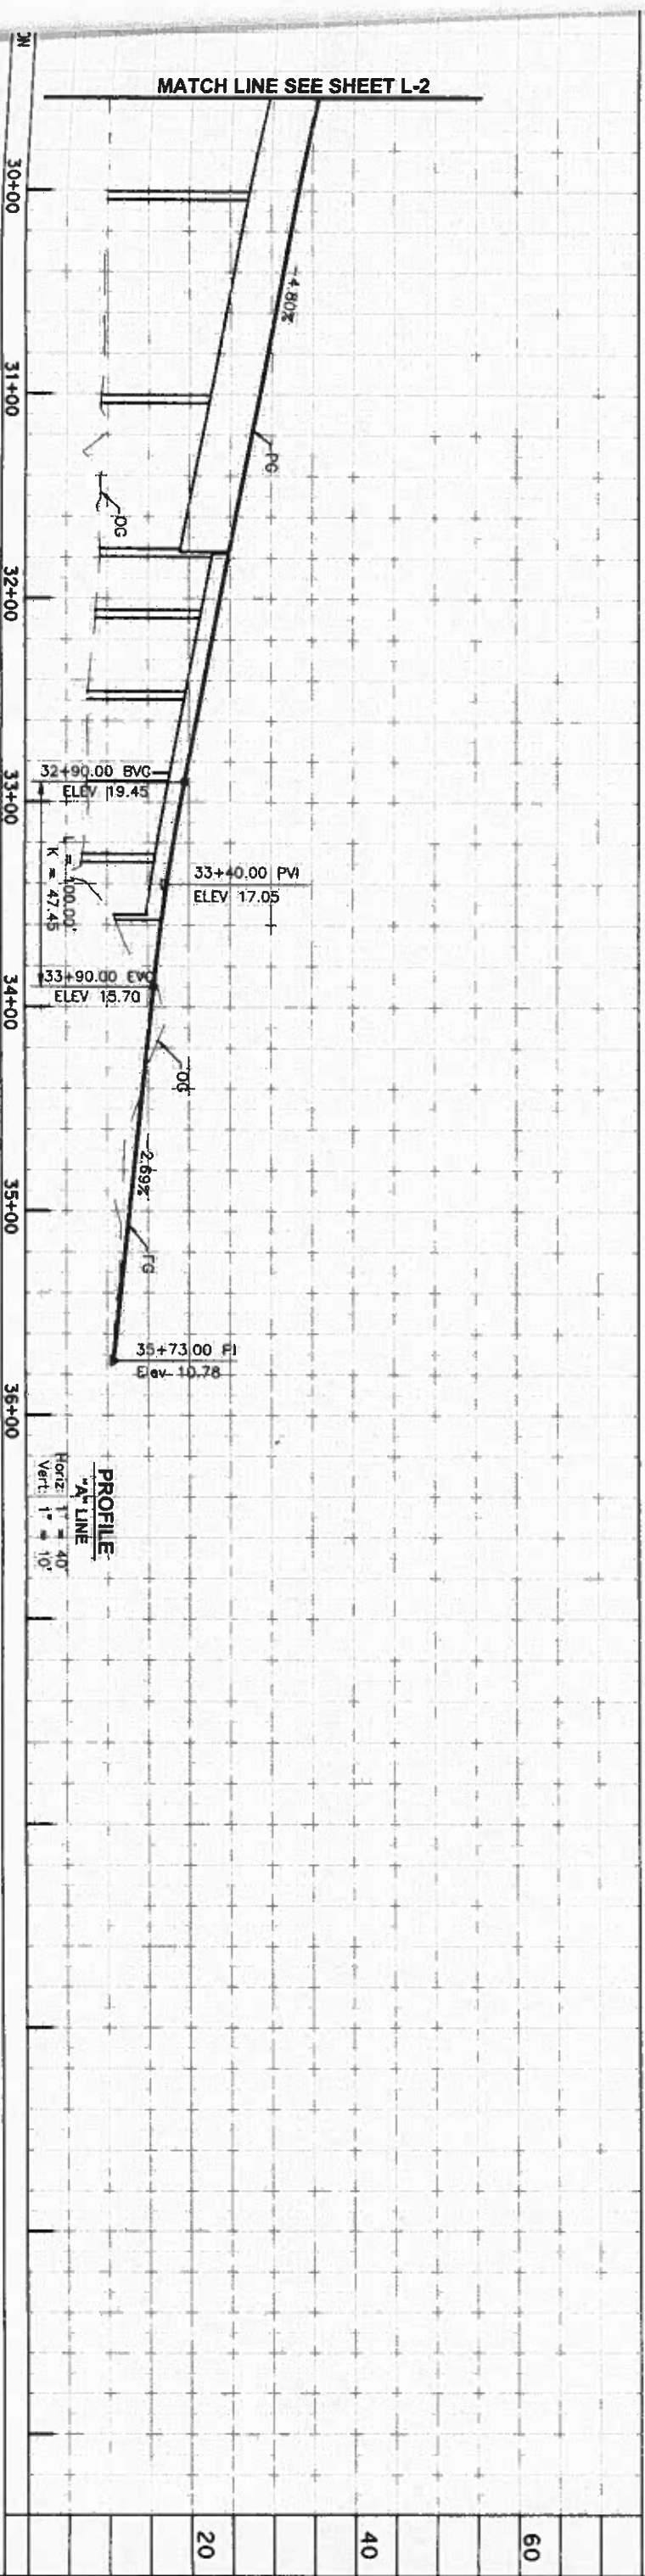 MATCH LINE SEE SHEET L-2
30+00
-4.80%
31+00
PG
OG
32+00
32+90.00 BVC
ELEV 19.45
33+00
33+40.00 PVI
ELEV 17.05
L = 100.00'
K = 47.45
33+90.00 EVC
ELEV 15.70
34+00
OG
-2.69%
35+00
35+73.00
Elev 10.78
36+00
PROFILE
"A" LINE
Horiz: 1" = 40'
Vert: 1" = 10'
20
40
60